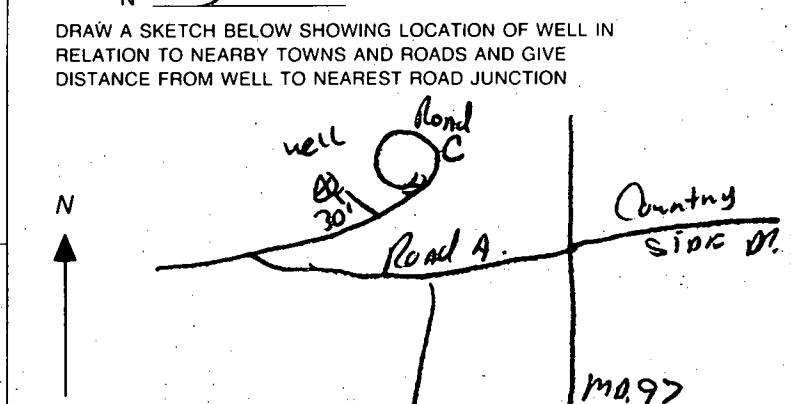 N
DRAW A SKETCH BELOW SHOWING LOCATION OF WELL IN
RELATION TO NEARBY TOWNS AND ROADS AND GIVE
DISTANCE FROM WELL TO NEAREST ROAD JUNCTION
Road
C
well
30'
N
Country
SIDE Dr.
Road A.
MD.97